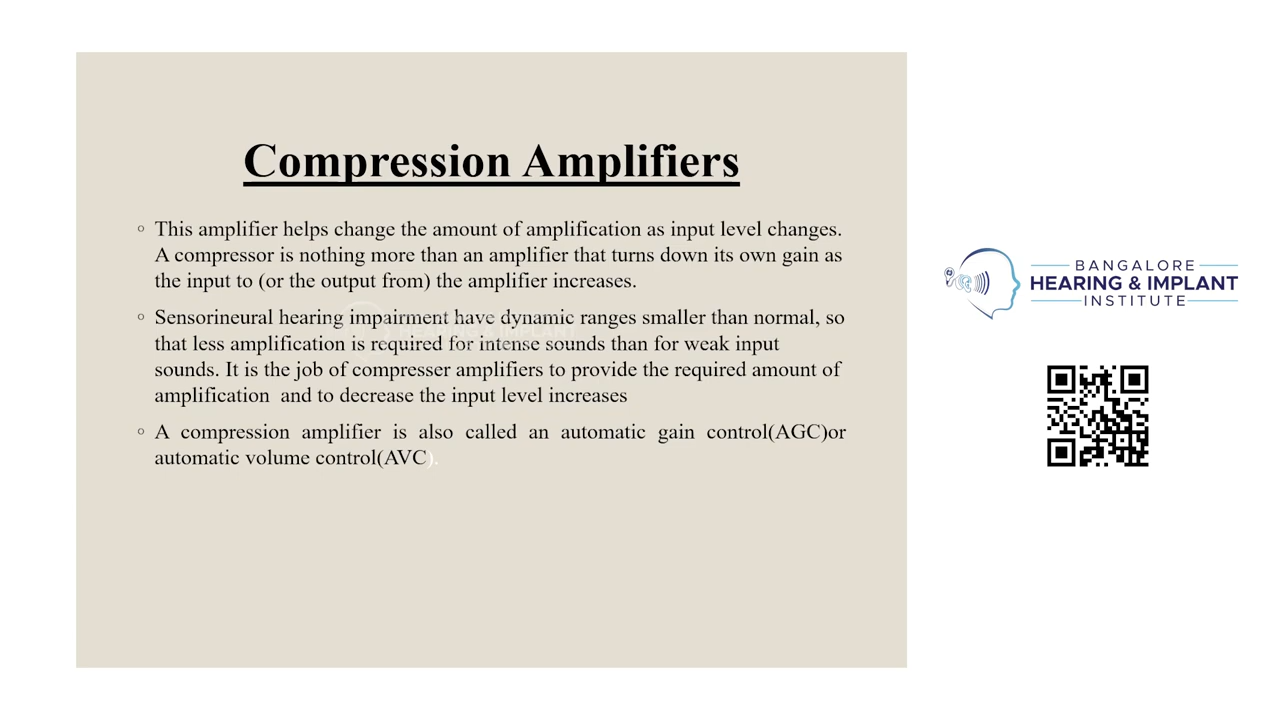 Compression Amplifiers
◦ This amplifier helps change the amount of amplification as input level changes.
A compressor is nothing more than an amplifier that turns down its own gain as
the input to (or the output from) the amplifier increases.
◦ Sensorineural hearing impairment have dynamic ranges smaller than normal, so
that less amplification is required for intense sounds than for weak input
sounds. It is the job of compresser amplifiers to provide the required amount of
amplification  and to decrease the input level increases
◦ A compression amplifier is also called an automatic gain control(AGC)or
automatic volume control(AVC).
HEARING & IMPLANT
BANGALORE
HEARING & IMPLANT
INSTITUTE